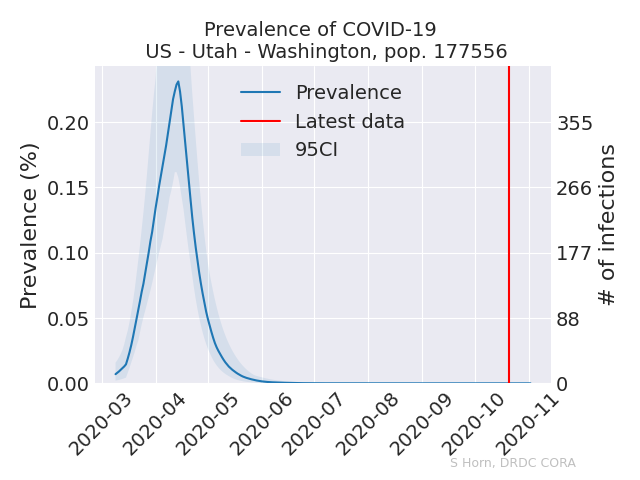 Prevalence of COVID-19
US - Utah - Washington, pop. 177556
Prevalence
Latest data
95CI
Prevalence (%)
0.20
0.15
0.10
0.05
0.00
355
266
177
88
0
# of infections
2020-03
2020-04
2020-05
2020-06
2020-07
2020-08
2020-09
2020-10
2020-11
S Horn, DRDC CORA